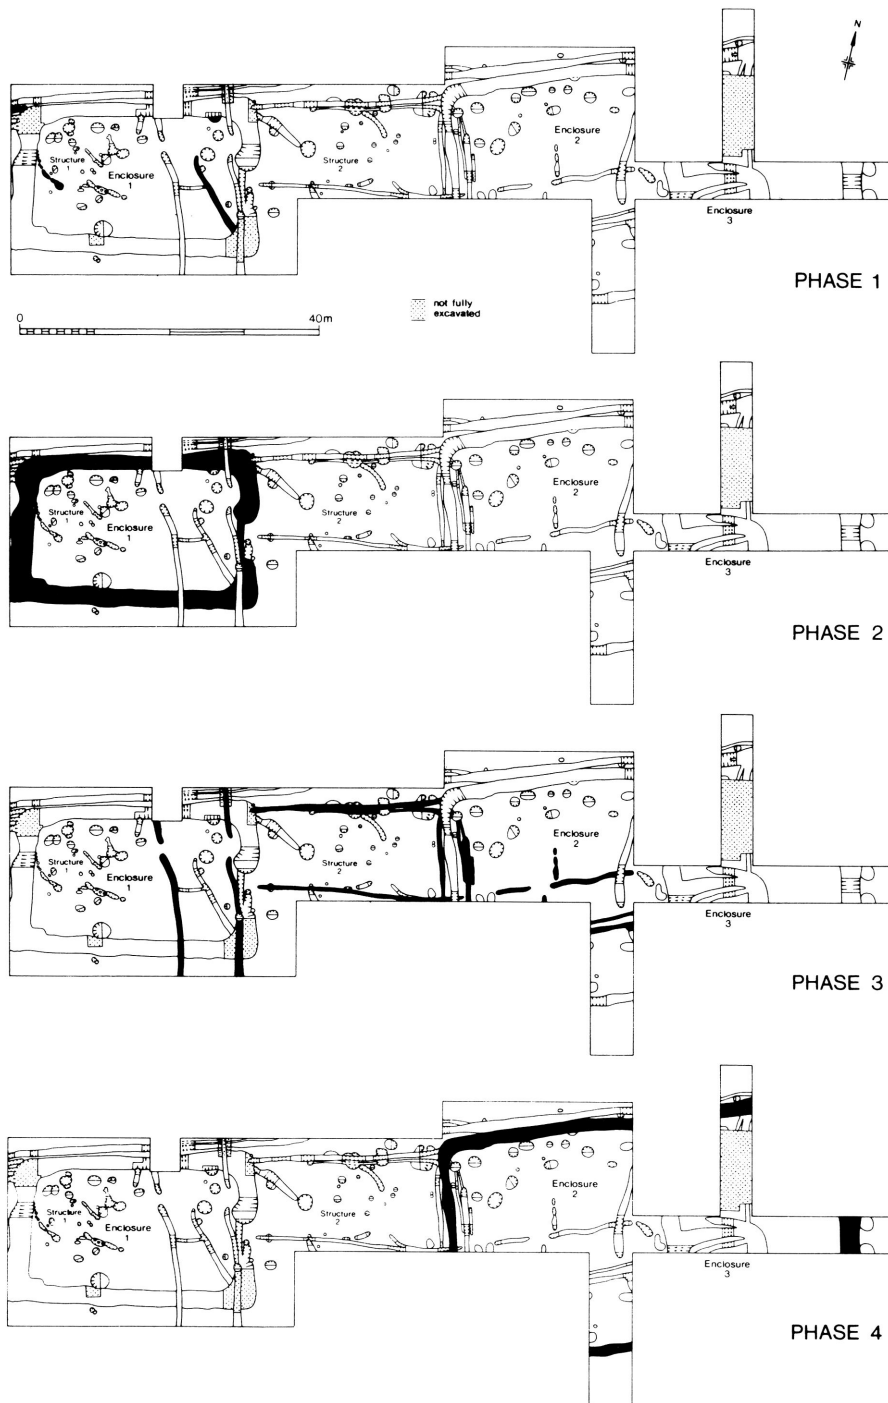 N
Structure
1
Enclosure
1
Structure
2
Enclosure
2
Enclosure
3
PHASE 1
0
40m
not fully
excavated
Structure
1
Enclosure
1
Structure
2
Enclosure
2
Enclosure
3
PHASE 2
Structure
1
Enclosure
1
Structure
2
Enclosure
2
Enclosure
3
PHASE 3
Structure
1
Enclosure
1
Structure
2
Enclosure
2
Enclosure
3
PHASE 4